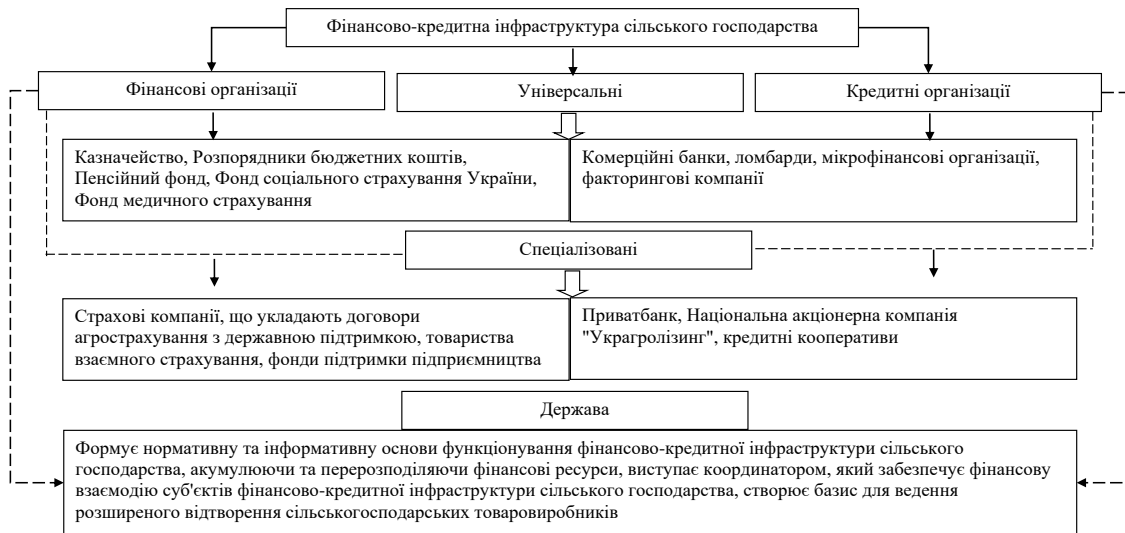 Фінансово-кредитна інфраструктура сільського господарства
Фінансові організації
Універсальні
Кредитні організації
Казначейство, Розпорядники бюджетних коштів,
Пенсійний фонд, Фонд соціального страхування України,
Фонд медичного страхування
Комерційні банки, ломбарди, мікрофінансові організації,
факторингові компанії
Спеціалізовані
Страхові компанії, що укладають договори
агрострахування з державною підтримкою, товариства
взаємного страхування, фонди підтримки підприємництва
Приватбанк, Національна акціонерна компанія
"Украгролізинг", кредитні кооперативи
Держава
Формує нормативну та інформативну основи функціонування фінансово-кредитної інфраструктури сільського
господарства, акумулюючи та перерозподіляючи фінансові ресурси, виступає координатором, який забезпечує фінансову
взаємодію суб'єктів фінансово-кредитної інфраструктури сільського господарства, створює базис для ведення
розширеного відтворення сільськогосподарських товаровиробників